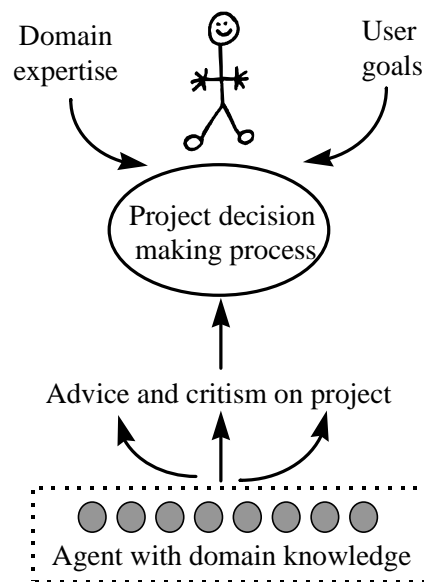 Domain
expertise
User
goals
Project decision
making process
Advice and critism on project
Agent with domain knowledge